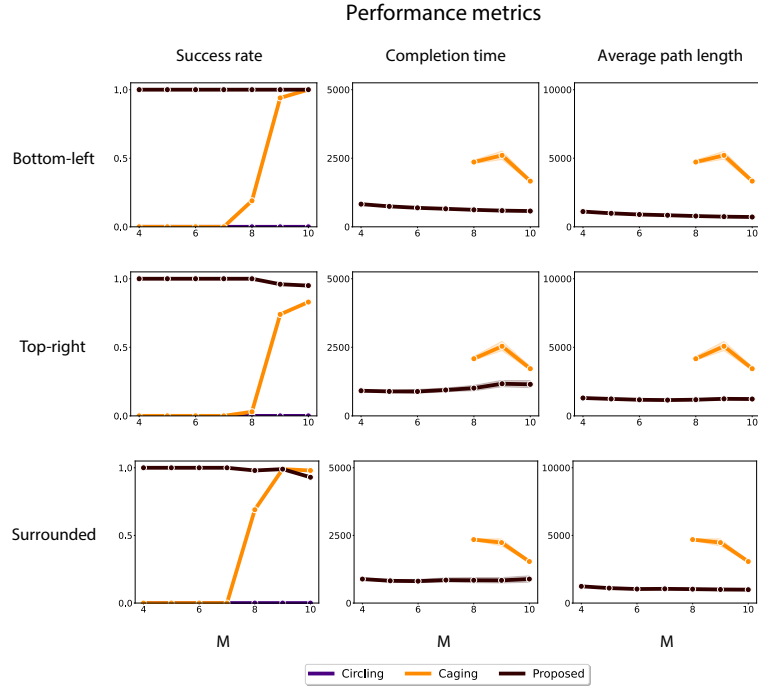 Performance metrics
Success rate Completion time Average path length
Bottom-left
1.0 0.5 0.0
4 6 8 10
5000 2500 0
4 6 8 10
10000 5000 0
4 6 8 10
Top-right
1.0 0.5 0.0
4 6 8 10
5000 2500 0
4 6 8 10
10000 5000 0
4 6 8 10
Surrounded
1.0 0.5 0.0
4 6 8 10
5000 2500 0
4 6 8 10
10000 5000 0
4 6 8 10
M M M
Circling Caging Proposed